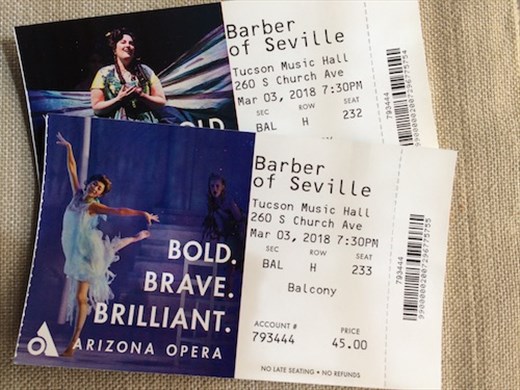 Barber
of Seville
Tucson Music Hall
260 S Church Ave
Mar 03, 2018 7:30PM
SEC ROW SEAT
BAL H 232
793444
BOLD.
BRAVE.
BRILLIANT.
ARIZONA OPERA
Barber
of Seville
Tucson Music Hall
260 S Church Ave
Mar 03, 2018 7:30PM
SEC ROW SEAT
BAL H 233
Balcony
ACCOUNT # PRICE
793444 45.00
NO LATE SEATING • NO REFUNDS
793444